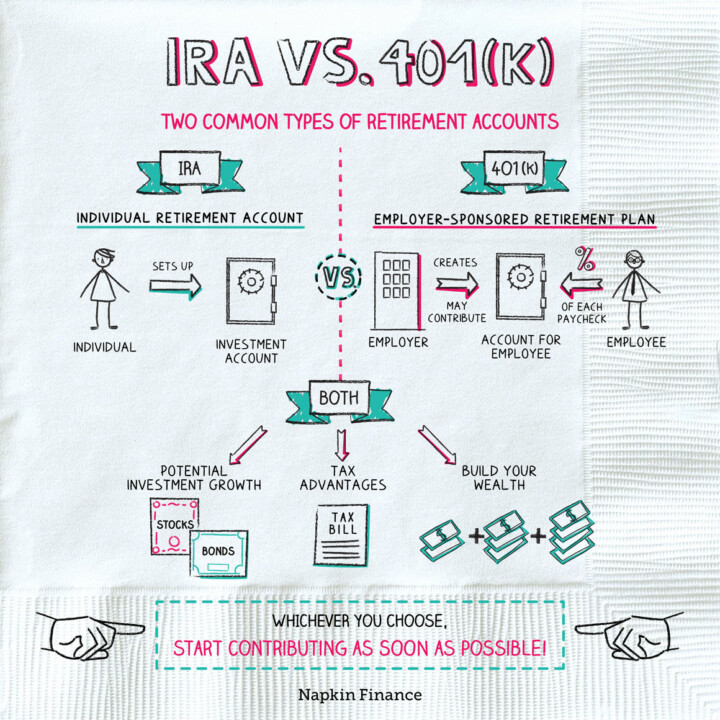 IRA VS. 401(K)
TWO COMMON TYPES OF RETIREMENT ACCOUNTS
IRA
INDIVIDUAL RETIREMENT ACCOUNT
SETS UP
INDIVIDUAL
INVESTMENT
ACCOUNT
VS.
401(K)
EMPLOYER-SPONSORED RETIREMENT PLAN
CREATES
MAY
CONTRIBUTE
EMPLOYER
ACCOUNT FOR
EMPLOYEE
%
OF EACH
PAYCHECK
EMPLOYEE
BOTH
POTENTIAL
INVESTMENT GROWTH
STOCKS
BONDS
TAX
ADVANTAGES
TAX
BILL
BUILD YOUR
WEALTH
$ + $ + $
WHICHEVER YOU CHOOSE,
START CONTRIBUTING AS SOON AS POSSIBLE!
Napkin Finance